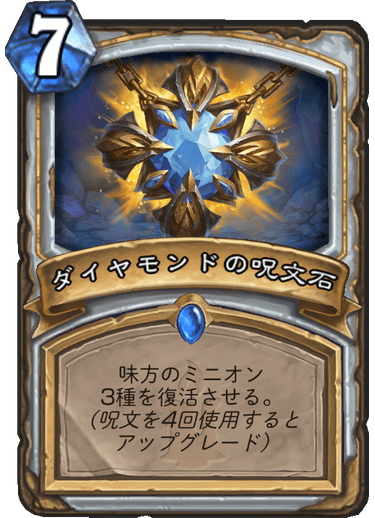 7
ダイヤモンドの呪文石
味方のミニオン
3種を復活させる。
(呪文を4回使用すると
アップグレード)